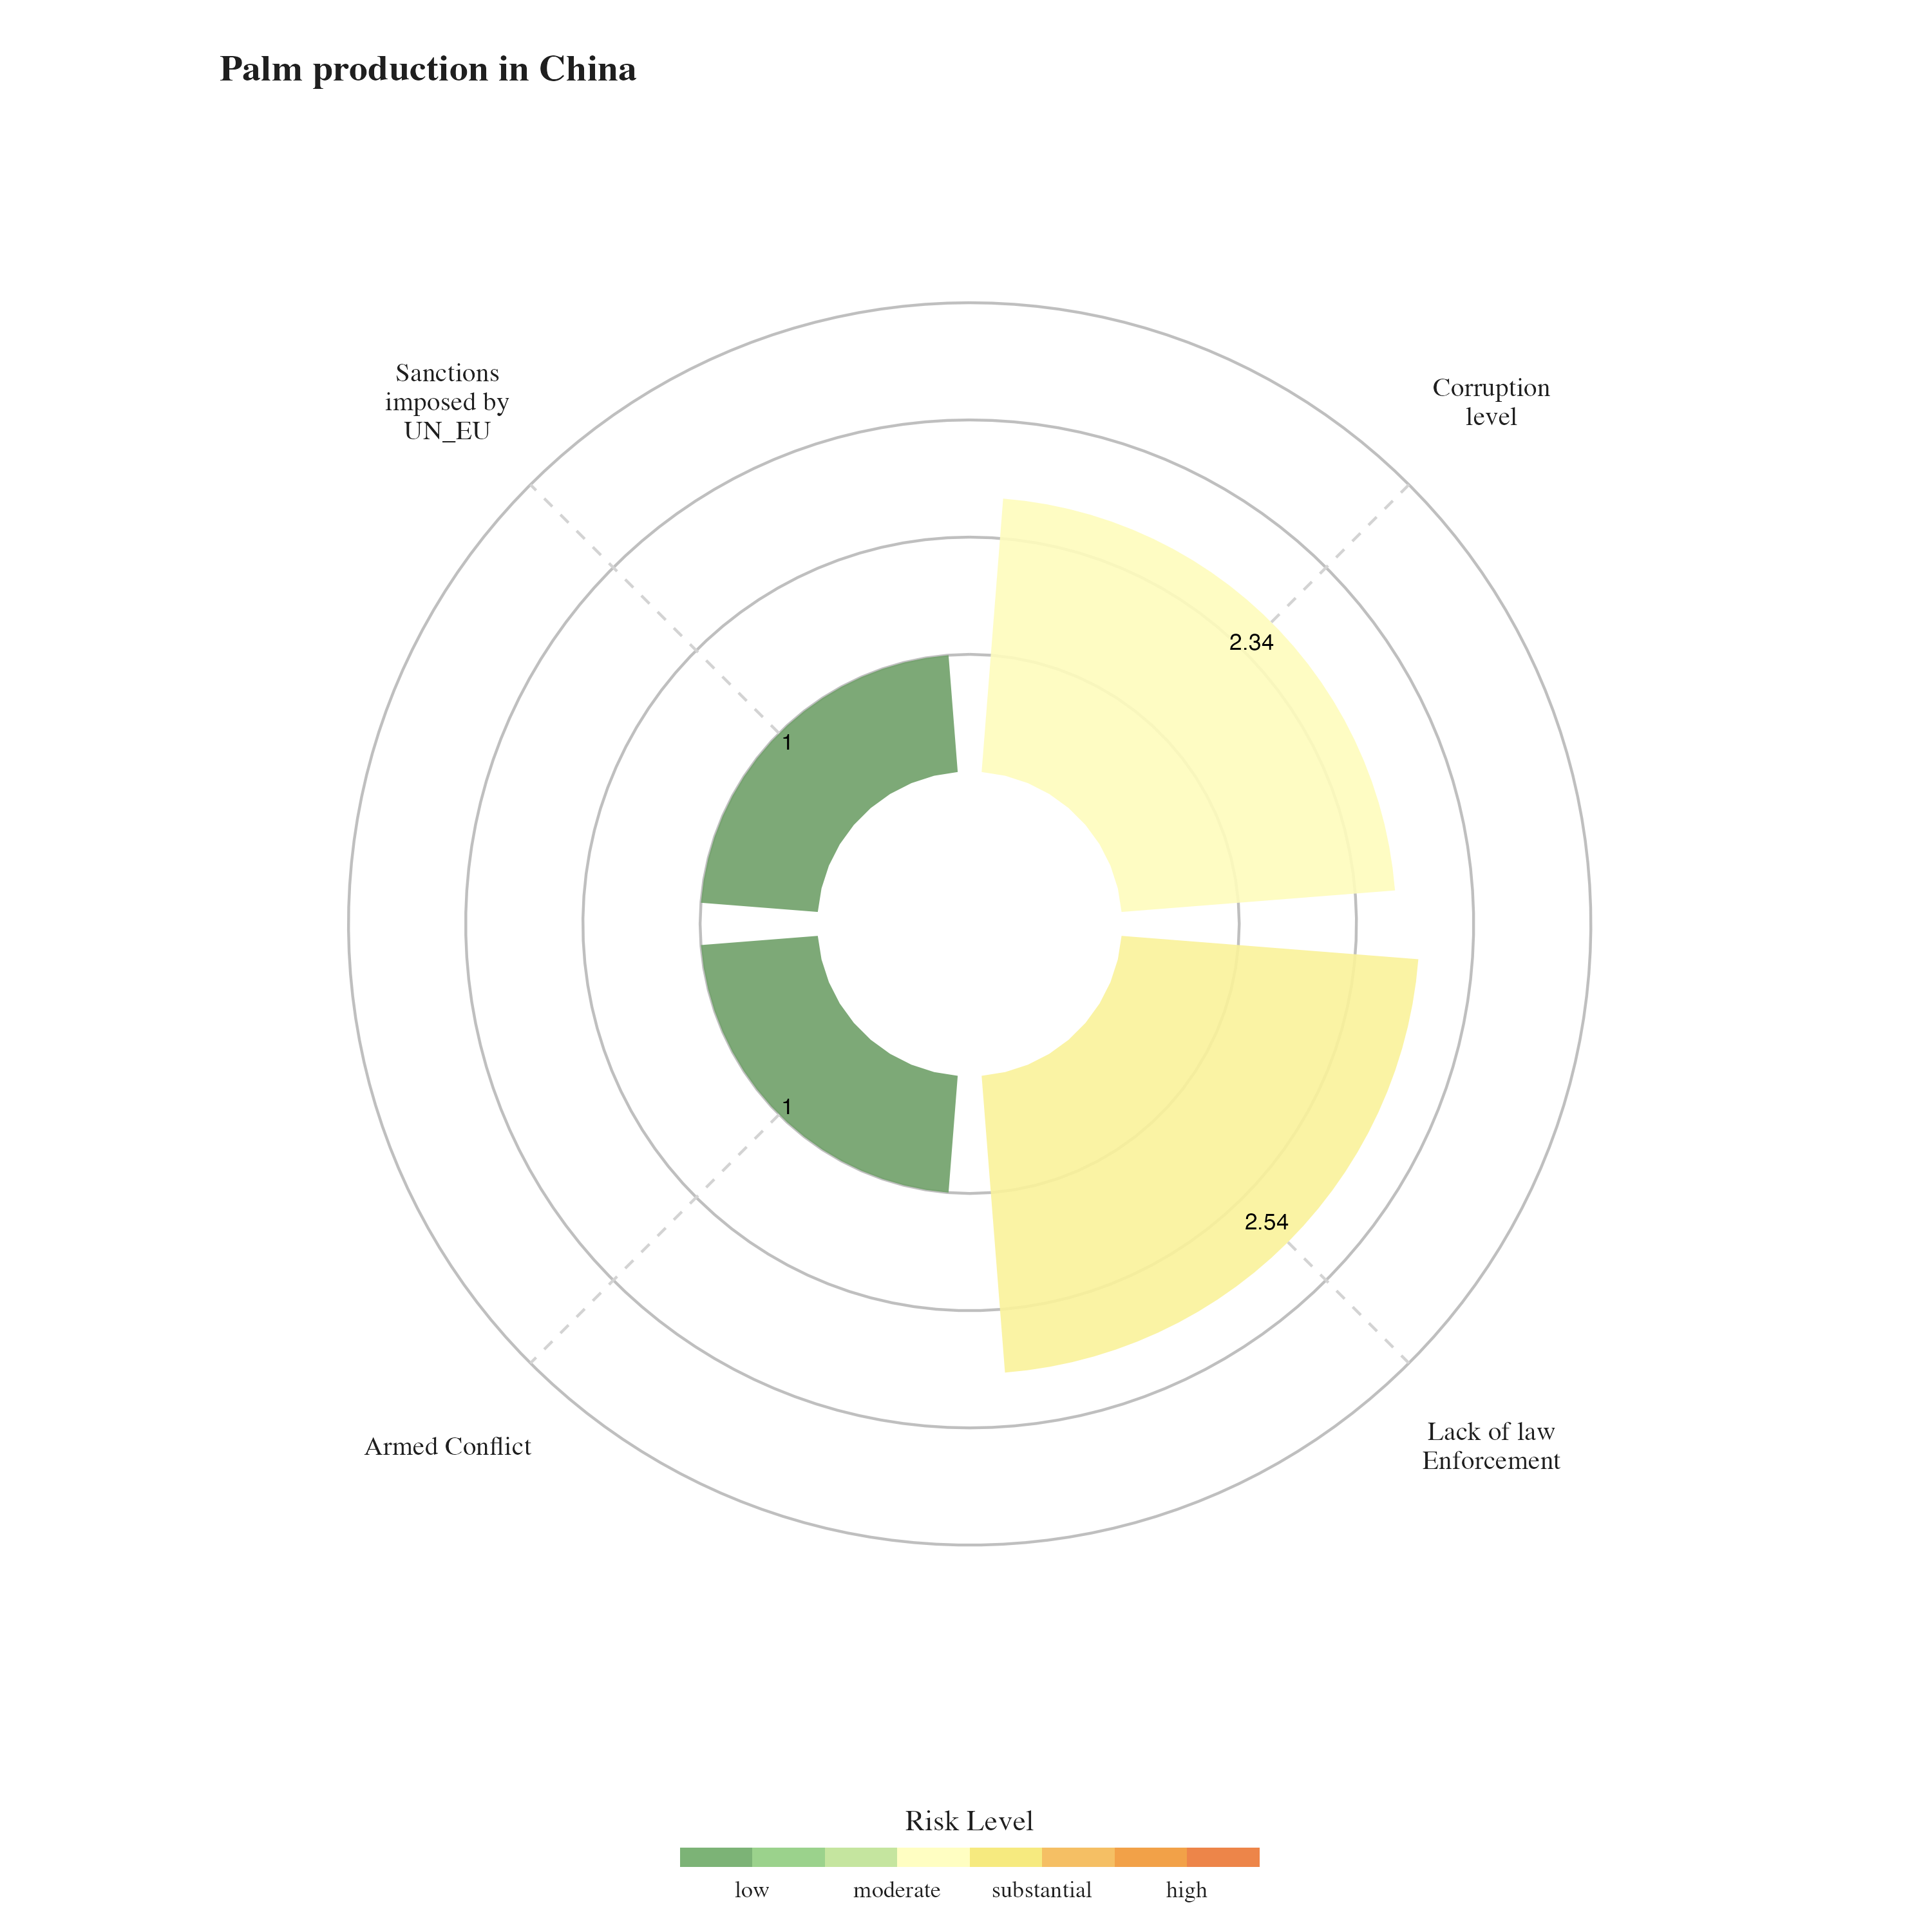 Palm production in China
Sanctions
imposed by
UN_EU
Corruption
level
2.34
1
1
2.54
Armed Conflict
Lack of law
Enforcement
Risk Level
low moderate substantial high